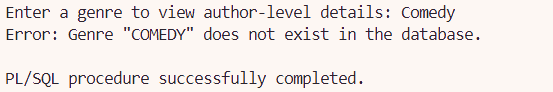 Enter a genre to view author-level details: Comedy
Error: Genre "COMEDY" does not exist in the database.
PL/SQL procedure successfully completed.